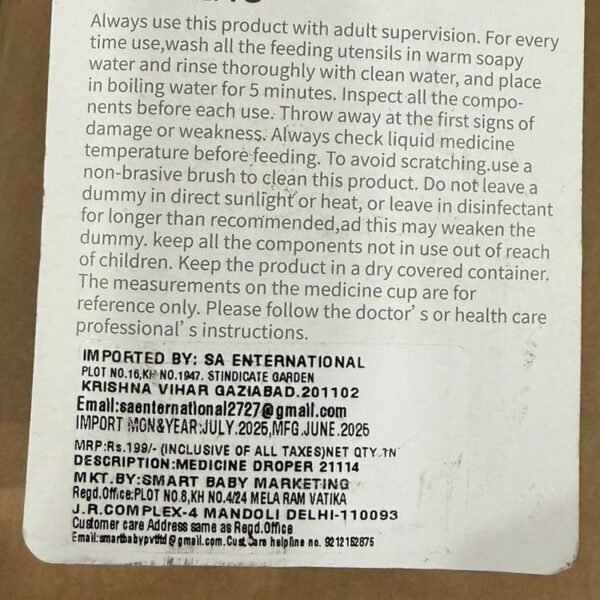 Always use this product with adult supervision. For every
time use,wash all the feeding utensils in warm soapy
water and rinse thoroughly with clean water, and place
in boiling water for 5 minutes. Inspect all the compo-
nents before each use. Throw away at the first signs of
damage or weakness. Always check liquid medicine
temperature before feeding. To avoid scratching.use a
non-brasive brush to clean this product. Do not leave a
dummy in direct sunlight or heat, or leave in disinfectant
for longer than recommended,ad this may weaken the
dummy. keep all the components not in use out of reach
of children. Keep the product in a dry covered container.
The measurements on the medicine cup are for
reference only. Please follow the doctor's or health care
professional's instructions.
IMPORTED BY: SA ENTERNATIONAL
PLOT NO.16,KH NO.1947. STINDICATE GARDEN
KRISHNA VIHAR GAZIABAD.201102
Email:saenternational2727@gmail.com
IMPORT MON&YEAR:JULY.2025,MFG.JUNE.2025
MRP:Rs.199/- (INCLUSIVE OF ALL TAXES)NET QTY.1N
DESCRIPTION:MEDICINE DROPER 21114
MKT.BY:SMART BABY MARKETING
Regd.Office:PLOT NO.8,KH NO.4/24 MELA RAM VATIKA
J.R.COMPLEX-4 MANDOLI DELHI-110093
Customer care Address same as Regd.Office
Email:smartbabypvtltd@gmail.com.Cust.Care helpline no. 9212152875